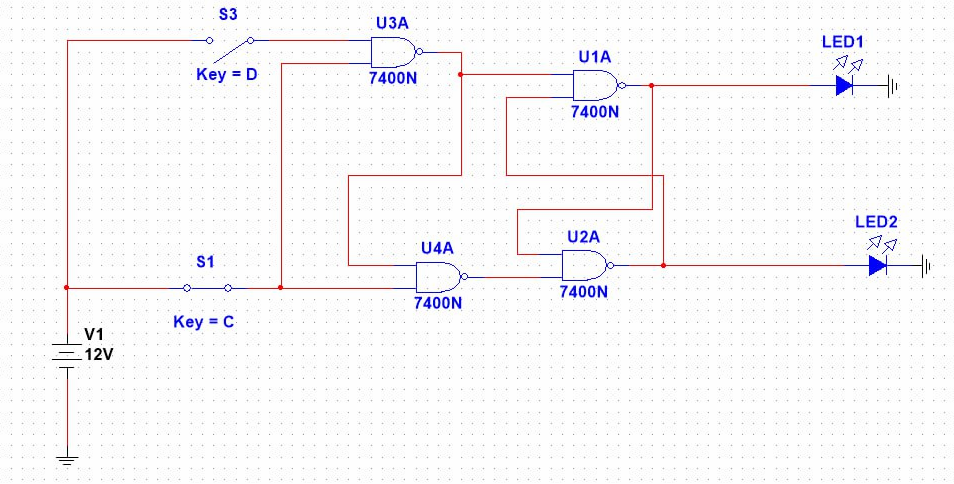 S3
Key = D
U3A
7400N
U1A
7400N
LED1
S1
Key = C
U4A
7400N
U2A
7400N
LED2
V1
12V